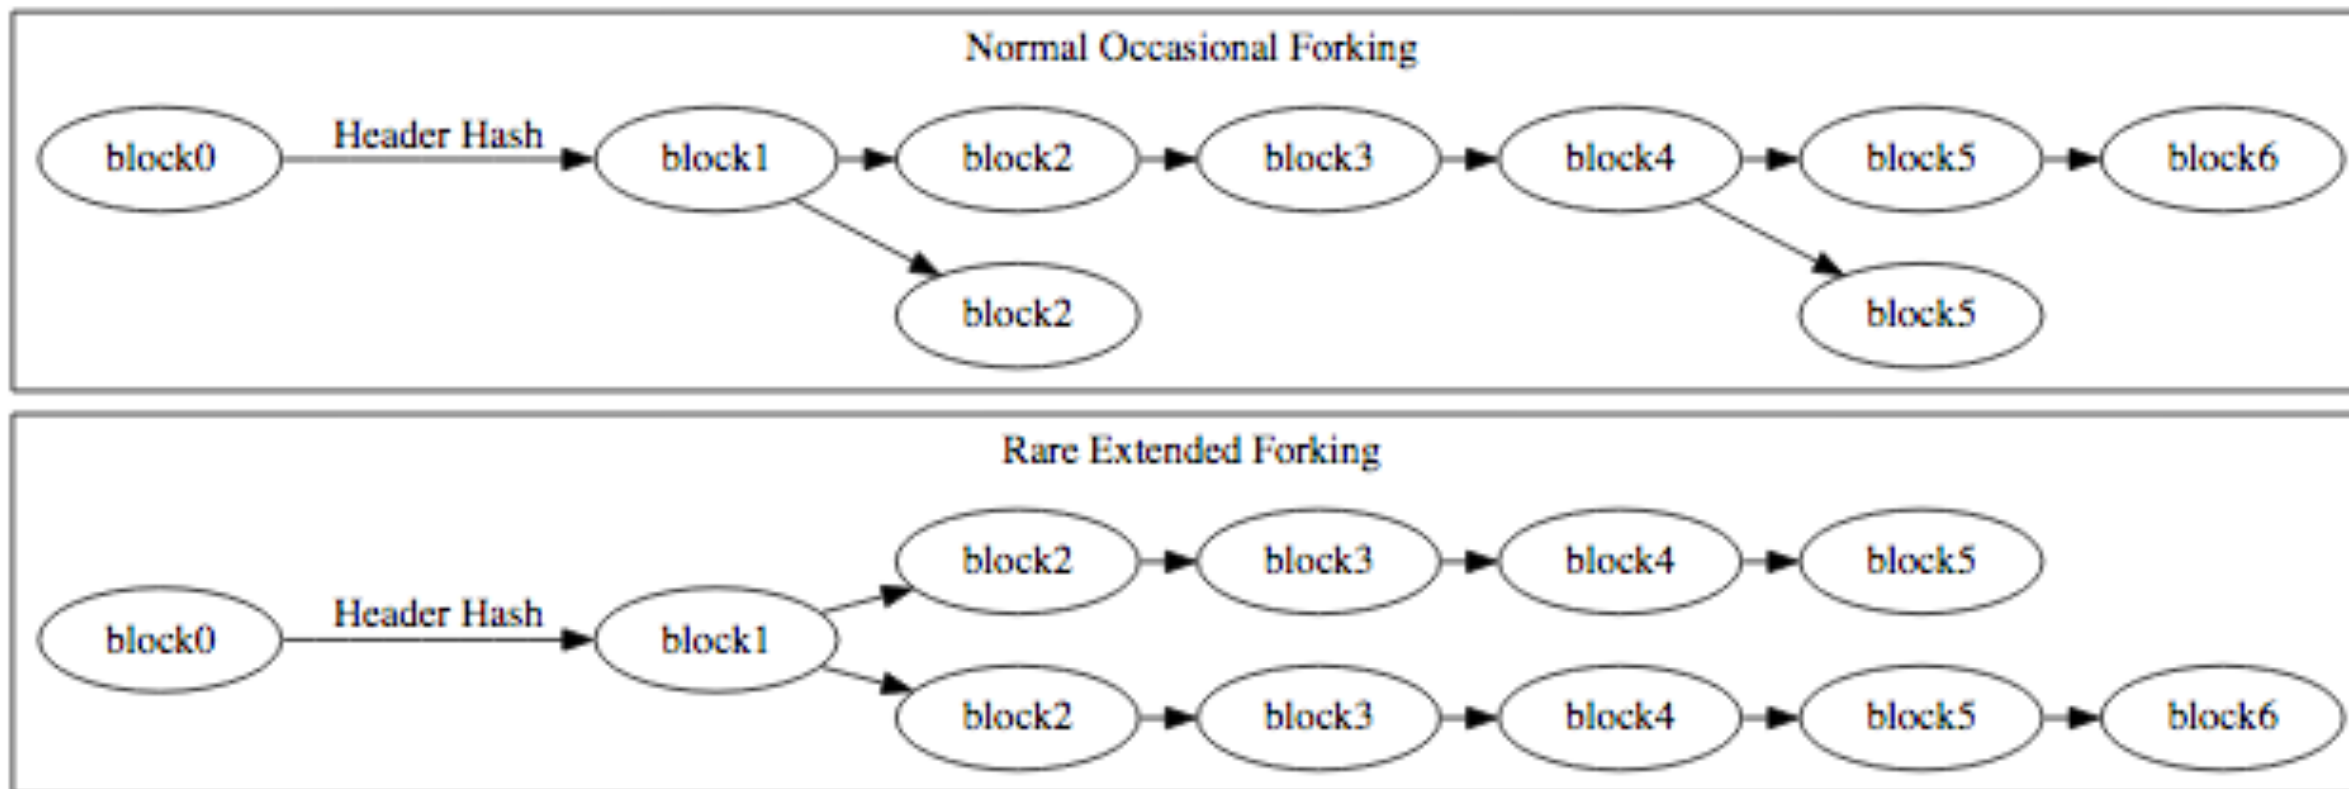 Normal Occasional Forking
block0
Header Hash
block1
block2
block3
block4
block5
block6
block2
block5
Rare Extended Forking
block0
Header Hash
block1
block2
block3
block4
block5
block2
block3
block4
block5
block6